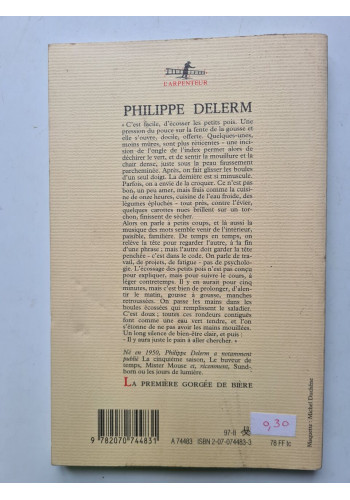 L'ARPENTEUR
PHILIPPE DELERM
« C'est facile, d'écosser les petits pois. Une
pression du pouce sur la fente de la gousse et
elle s'ouvre, docile, offerte. Quelques-unes,
moins mûres, sont plus réticentes - une inci-
sion de l'ongle de l'index permet alors de
déchirer le vert, et de sentir la mouillure et la
chair dense, juste sous la peau faussement
parcheminée. Après, on fait glisser les boules
d'un seul doigt. La dernière est si minuscule.
Parfois, on a envie de la croquer. Ce n'est pas
bon, un peu amer, mais frais comme la cuisine
de onze heures, cuisine de l'eau froide, des
légumes épluchés - tout près, contre l'évier,
quelques carottes nues brillent sur un tor-
chon, finissent de sécher.
Alors on parle à petits coups, et là aussi la
musique des mots semble venir de l'intérieur,
paisible, familière. De temps en temps, on
relève la tête pour regarder l'autre, à la fin
d'une phrase ; mais l'autre doit garder la tête
penchée - c'est dans le code. On parle de tra-
vail, de projets, de fatigue - pas de psycholo-
gie. L'écossage des petits pois n'est pas conçu
pour expliquer, mais pour suivre le cours, à
léger contretemps. Il y en aurait pour cinq
minutes, mais c'est bien de prolonger, d'alen-
tir le matin, gousse à gousse, manches
retroussées. On passe les mains dans les
boules écossées qui remplissent le saladier.
C'est doux ; toutes ces rondeurs contiguës
font comme une eau vert tendre, et l'on
s'étonne de ne pas avoir les mains mouillées.
Un long silence de bien-être clair, et puis :
- Il y aura juste le pain à aller chercher. »
Né en 1950, Philippe Delerm a notamment
publié La cinquième saison, Le buveur de
temps, Mister Mouse et, récemment, Sund-
born ou les jours de lumière.
LA PREMIÈRE GORGÉE DE BIÈRE
9 782070 744831
97-II
A 74483
ISBN 2-07-074483-3
78 FF tc
0,30
Maquette : Michel Duchêne